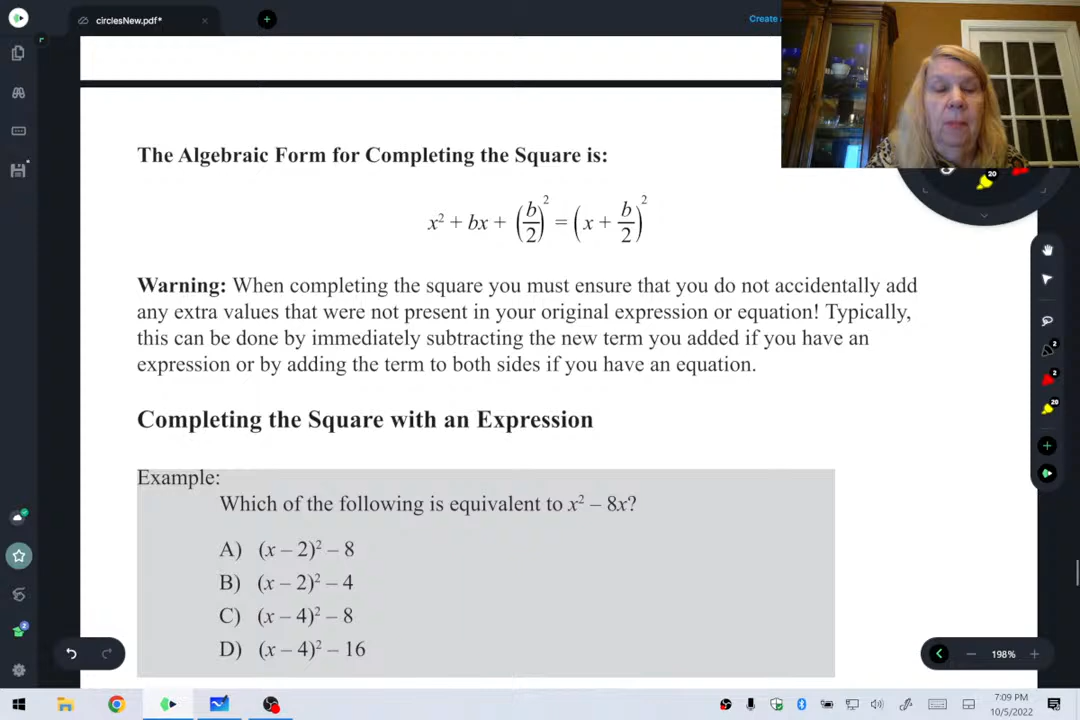 circlesNew.pdf*
Create a
The Algebraic Form for Completing the Square is:
x² + bx + (b/2)² = (x + b/2)²
Warning: When completing the square you must ensure that you do not accidentally add
any extra values that were not present in your original expression or equation! Typically,
this can be done by immediately subtracting the new term you added if you have an
expression or by adding the term to both sides if you have an equation.
Completing the Square with an Expression
Example:
Which of the following is equivalent to x² – 8x?
A) (x – 2)² – 8
B) (x – 2)² – 4
C) (x – 4)² – 8
D) (x – 4)² – 16
20
2
2
20
2
198%
7:09 PM
10/5/2022